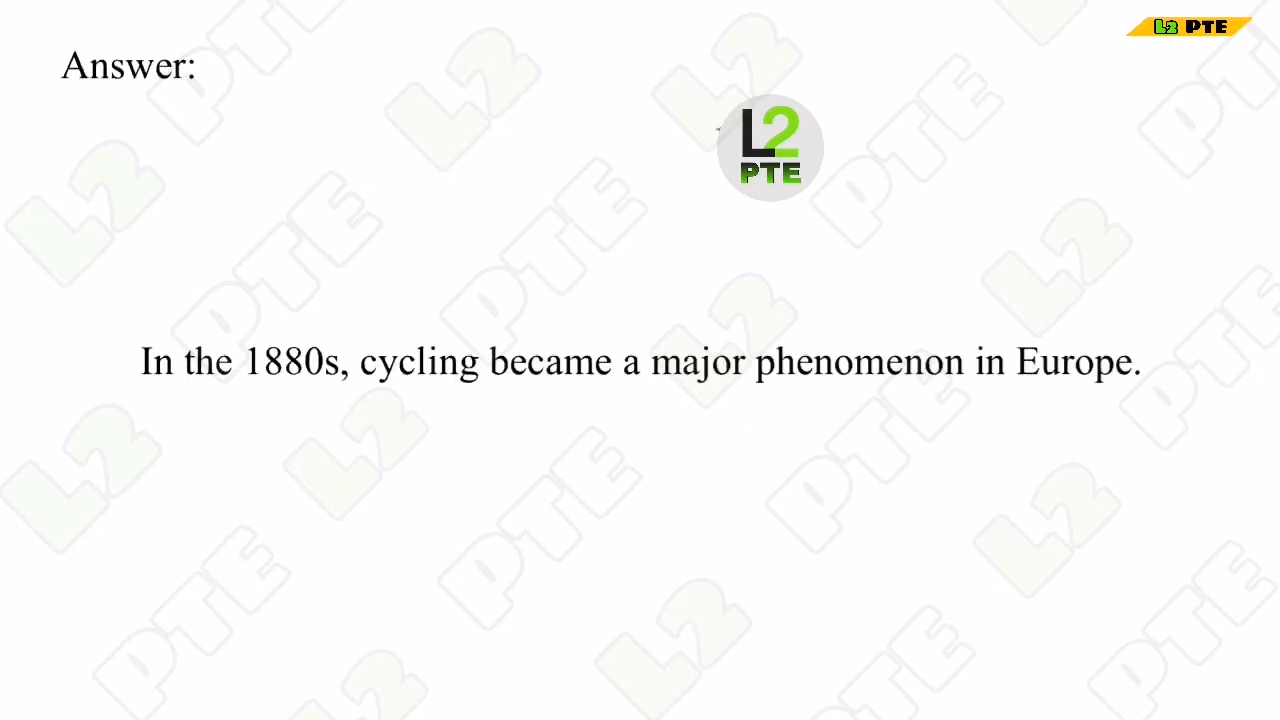 L2 PTE
Answer:
L2
PTE
In the 1880s, cycling became a major phenomenon in Europe.